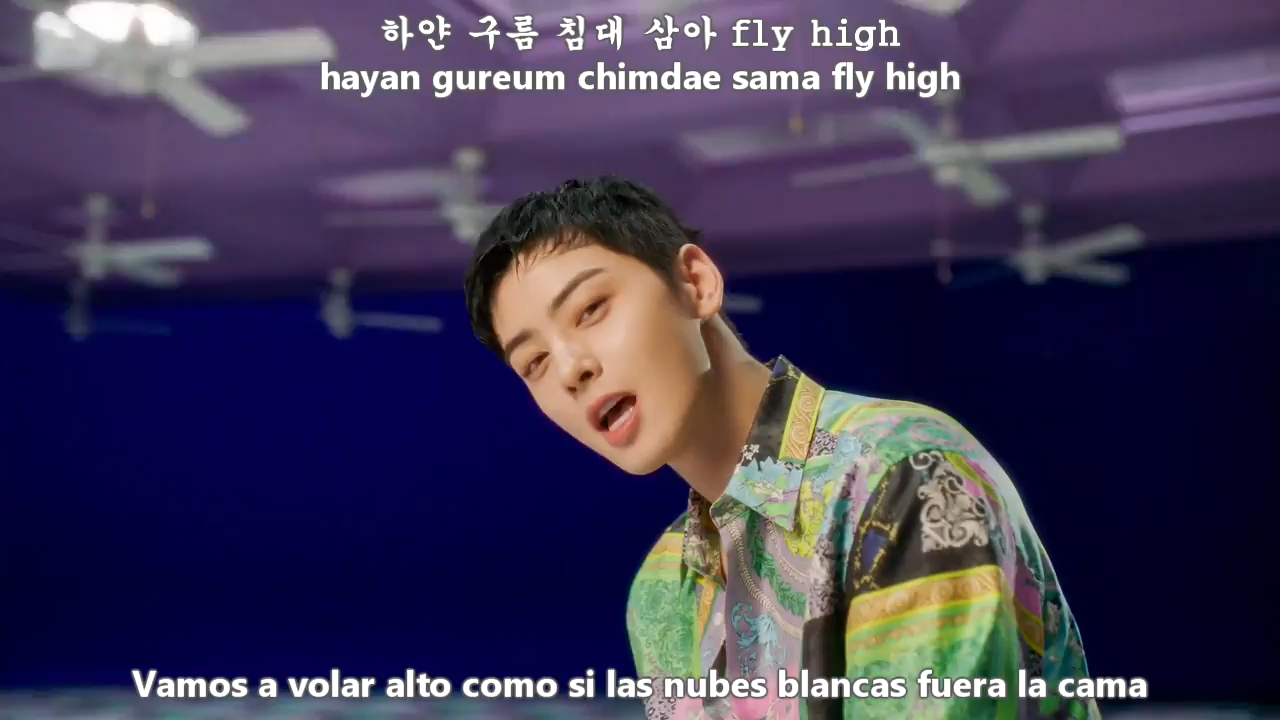 하얀 구름 침대 삼아 fly high
hayan gureum chimdae sama fly high
Vamos a volar alto como si las nubes blancas fuera la cama